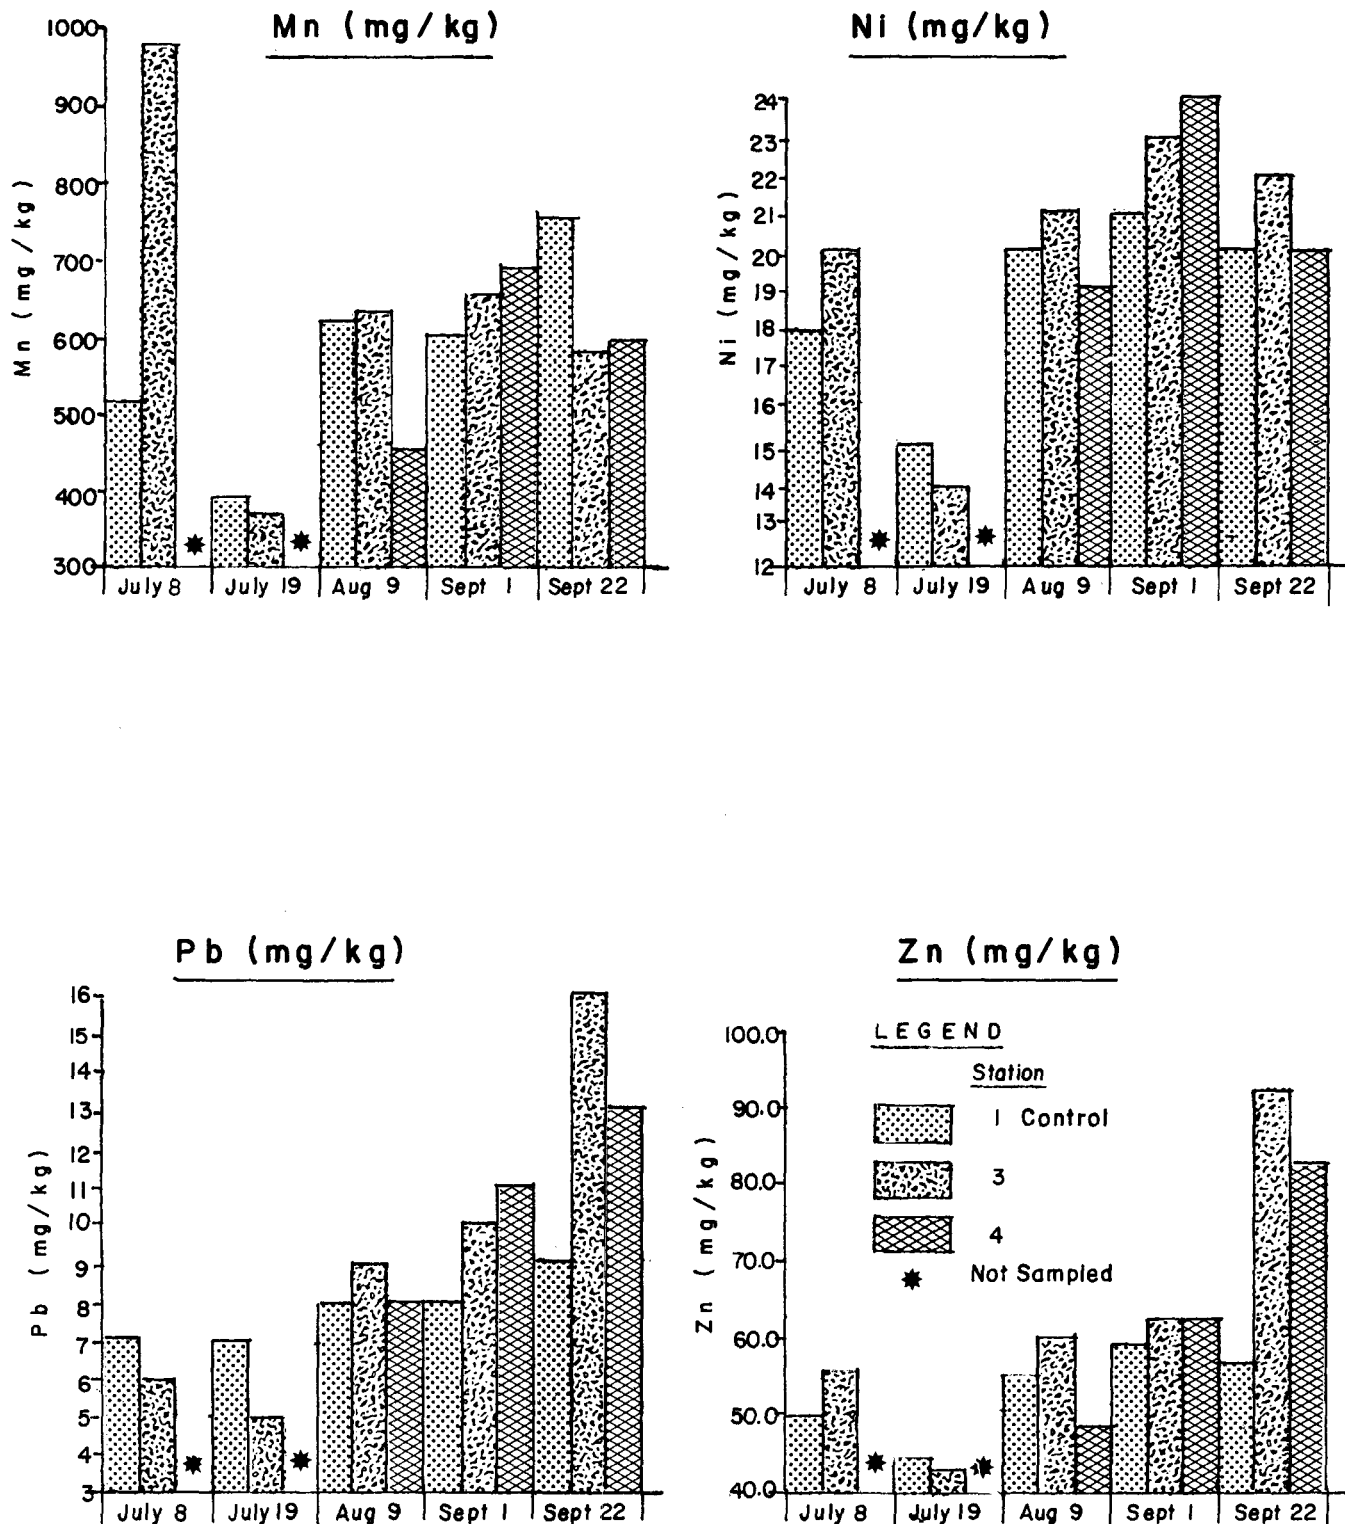 Mn (mg/kg)
1000
900
800
700
600
500
400
300
Mn (mg/kg)
July 8
July 19
Aug 9
Sept 1
Sept 22
Ni (mg/kg)
24
23
22
21
20
19
18
17
16
15
14
13
12
Ni (mg/kg)
July 8
July 19
Aug 9
Sept 1
Sept 22
Pb (mg/kg)
16
15
14
13
12
11
10
9
8
7
6
5
4
3
Pb (mg/kg)
July 8
July 19
Aug 9
Sept 1
Sept 22
Zn (mg/kg)
100.0
90.0
80.0
70.0
60.0
50.0
40.0
Zn (mg/kg)
LEGEND
Station
1 Control
3
4
Not Sampled
July 8
July 19
Aug 9
Sept 1
Sept 22